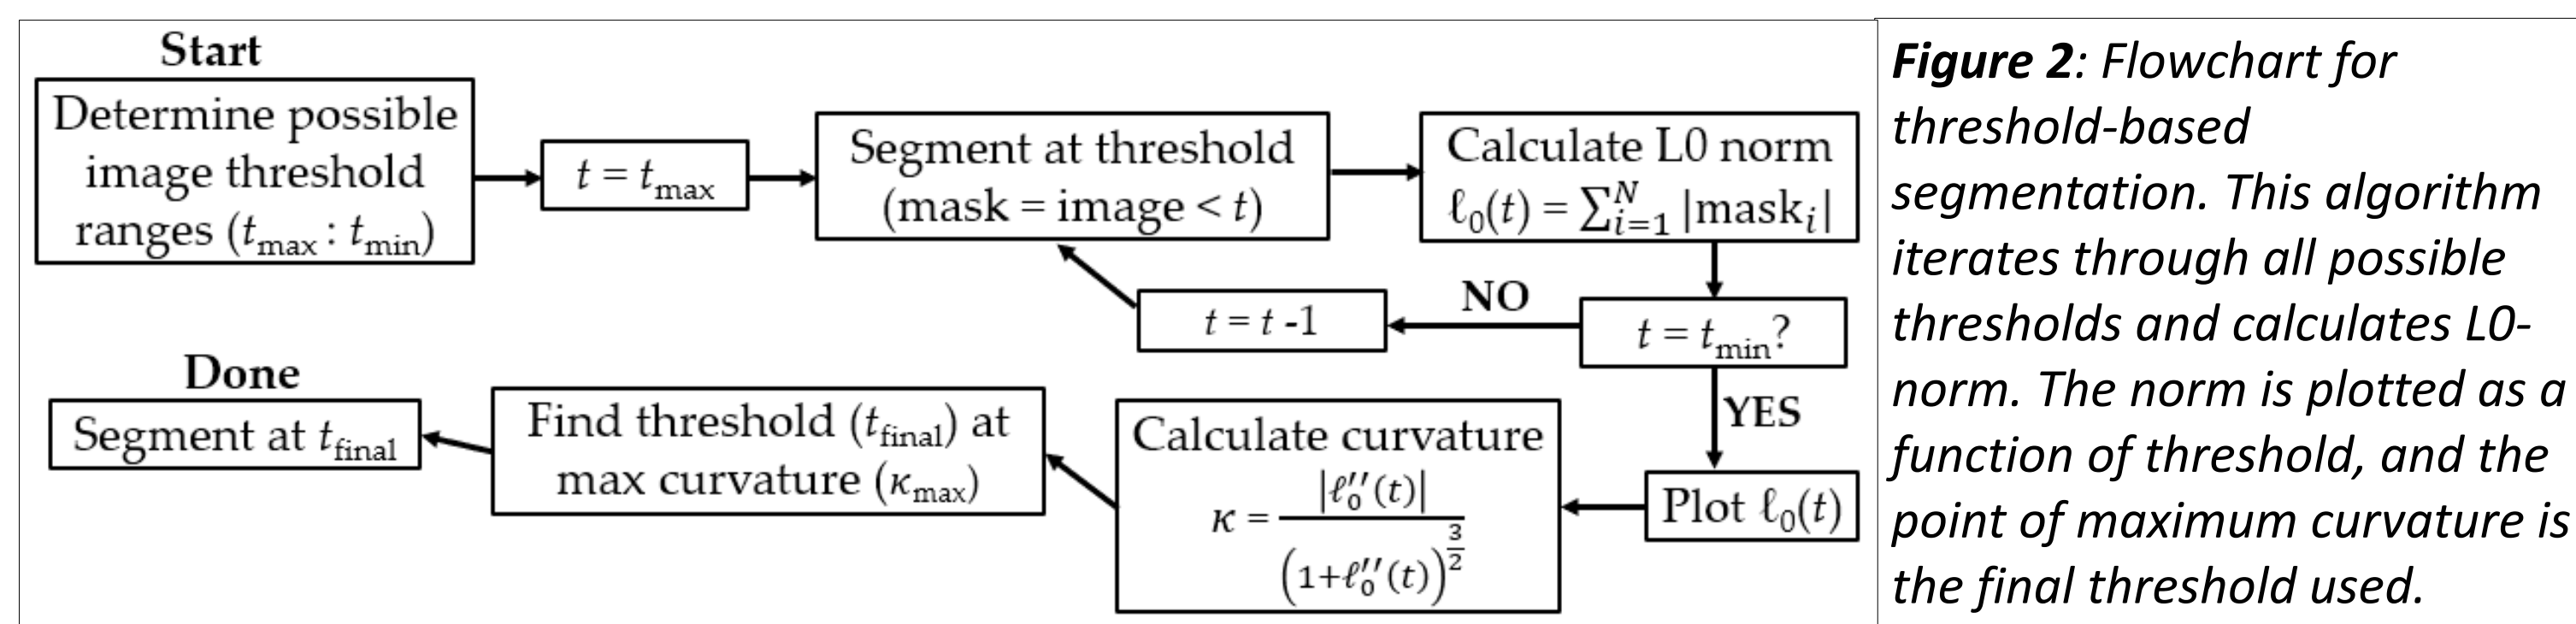 Start
Determine possible
image threshold
ranges (tmax : tmin)
t = tmax
Segment at threshold
(mask = image < t)
Calculate L0 norm
ℓ0(t) = ∑_{i=1}^{N} |maski|
t = tmin?
NO
t = t -1
YES
Plot ℓ0(t)
Calculate curvature
κ = |ℓ0′′(t)| / (1+ℓ0′′(t))^{3/2}
Find threshold (tfinal) at
max curvature (κmax)
Done
Segment at tfinal
Figure 2: Flowchart for
threshold-based
segmentation. This algorithm
iterates through all possible
thresholds and calculates L0-
norm. The norm is plotted as a
function of threshold, and the
point of maximum curvature is
the final threshold used.